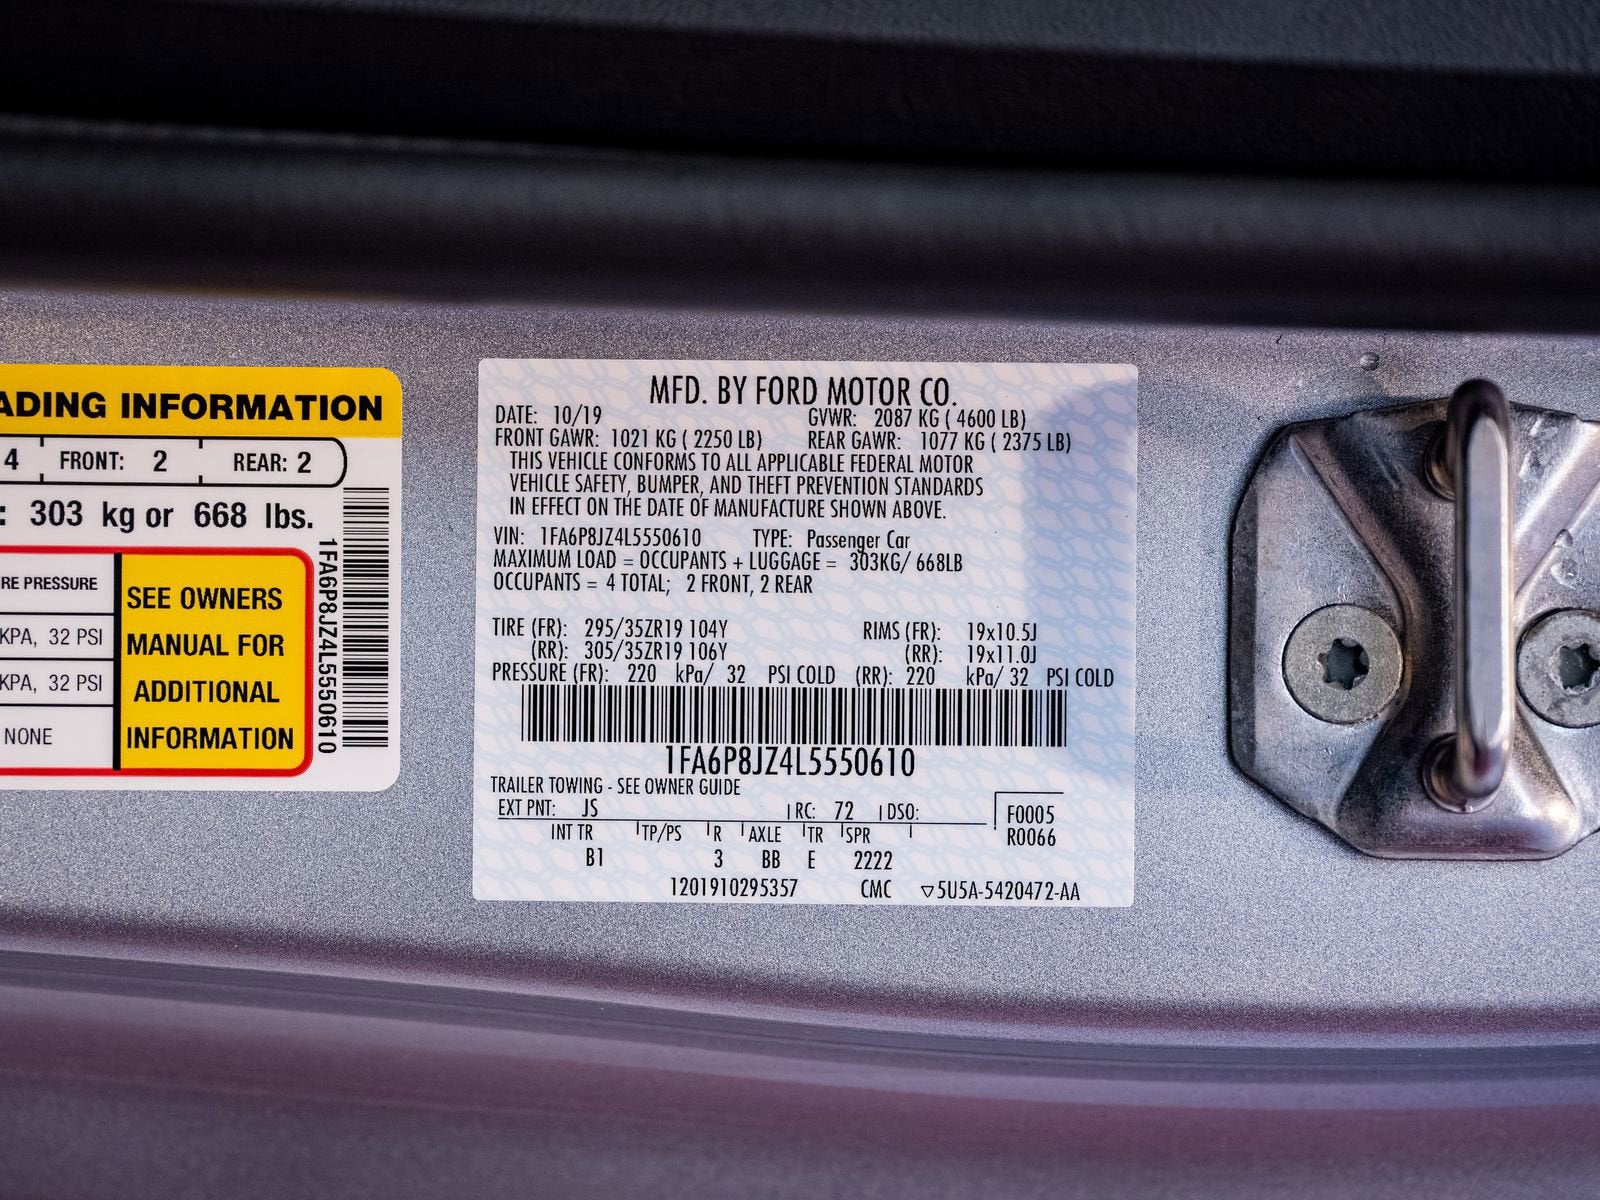 ADING INFORMATION
4 FRONT: 2 REAR: 2
: 303 kg or 668 lbs.
RE PRESSURE
KPA, 32 PSI
KPA, 32 PSI
NONE
SEE OWNERS
MANUAL FOR
ADDITIONAL
INFORMATION
1FA6P8JZ4L5550610
MFD. BY FORD MOTOR CO.
DATE: 10/19 GVWR: 2087 KG ( 4600 LB)
FRONT GAWR: 1021 KG ( 2250 LB) REAR GAWR: 1077 KG ( 2375 LB)
THIS VEHICLE CONFORMS TO ALL APPLICABLE FEDERAL MOTOR
VEHICLE SAFETY, BUMPER, AND THEFT PREVENTION STANDARDS
IN EFFECT ON THE DATE OF MANUFACTURE SHOWN ABOVE.
VIN: 1FA6P8JZ4L5550610 TYPE: Passenger Car
MAXIMUM LOAD = OCCUPANTS + LUGGAGE = 303KG/ 668LB
OCCUPANTS = 4 TOTAL; 2 FRONT, 2 REAR
TIRE (FR): 295/35ZR19 104Y RIMS (FR): 19x10.5J
(RR): 305/35ZR19 106Y (RR): 19x11.0J
PRESSURE (FR): 220 kPa/ 32 PSI COLD (RR): 220 kPa/ 32 PSI COLD
1FA6P8JZ4L5550610
TRAILER TOWING - SEE OWNER GUIDE
EXT PNT: JS RC: 72 DSO: F0005
INT TR TP/PS R AXLE TR SPR R0066
B1 3 BB E 2222
1201910295357 CMC ▽5U5A-5420472-AA